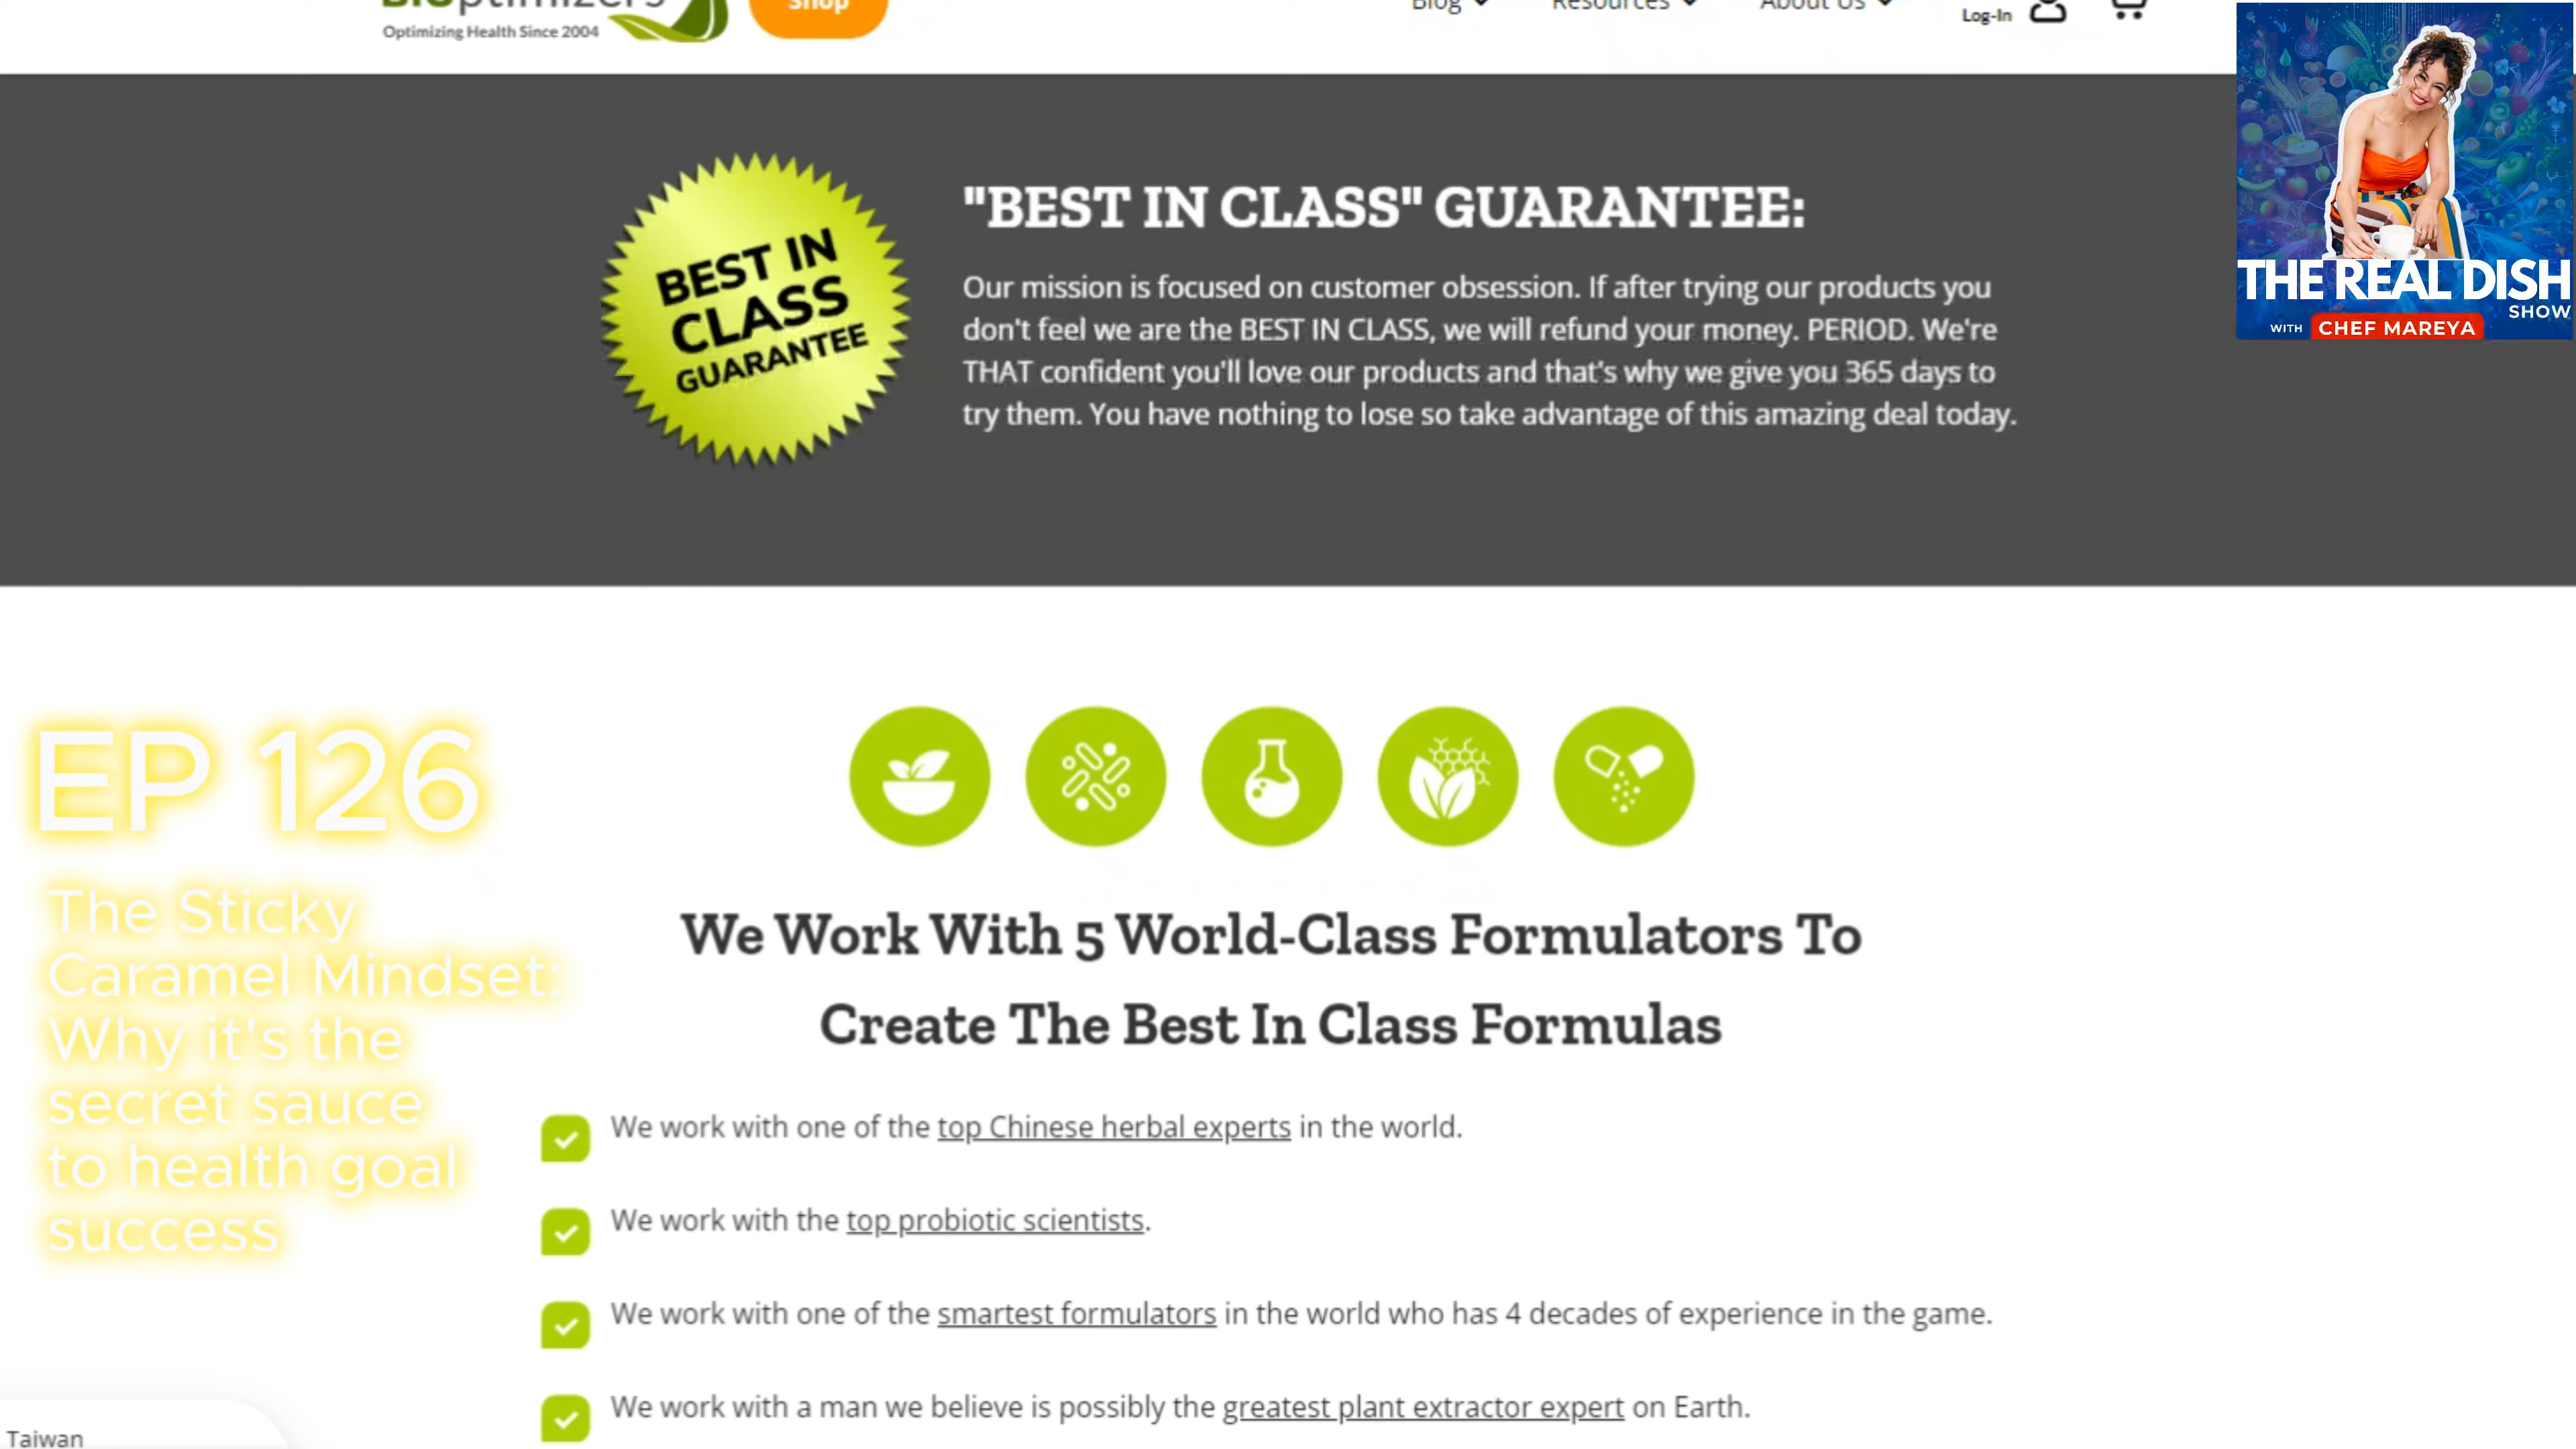 BIOptimizers
Optimizing Health Since 2004
Shop
Blog
Resources
About Us
Log-In
THE REAL DISH
SHOW
WITH CHEF MAREYA
BEST IN
CLASS
GUARANTEE
"BEST IN CLASS" GUARANTEE:
Our mission is focused on customer obsession. If after trying our products you
don't feel we are the BEST IN CLASS, we will refund your money. PERIOD. We're
THAT confident you'll love our products and that's why we give you 365 days to
try them. You have nothing to lose so take advantage of this amazing deal today.
EP 126
The Sticky
Caramel Mindset:
Why it's the
secret sauce
to health goal
success
We Work With 5 World-Class Formulators To
Create The Best In Class Formulas
We work with one of the top Chinese herbal experts in the world.
We work with the top probiotic scientists.
We work with one of the smartest formulators in the world who has 4 decades of experience in the game.
We work with a man we believe is possibly the greatest plant extractor expert on Earth.
Taiwan